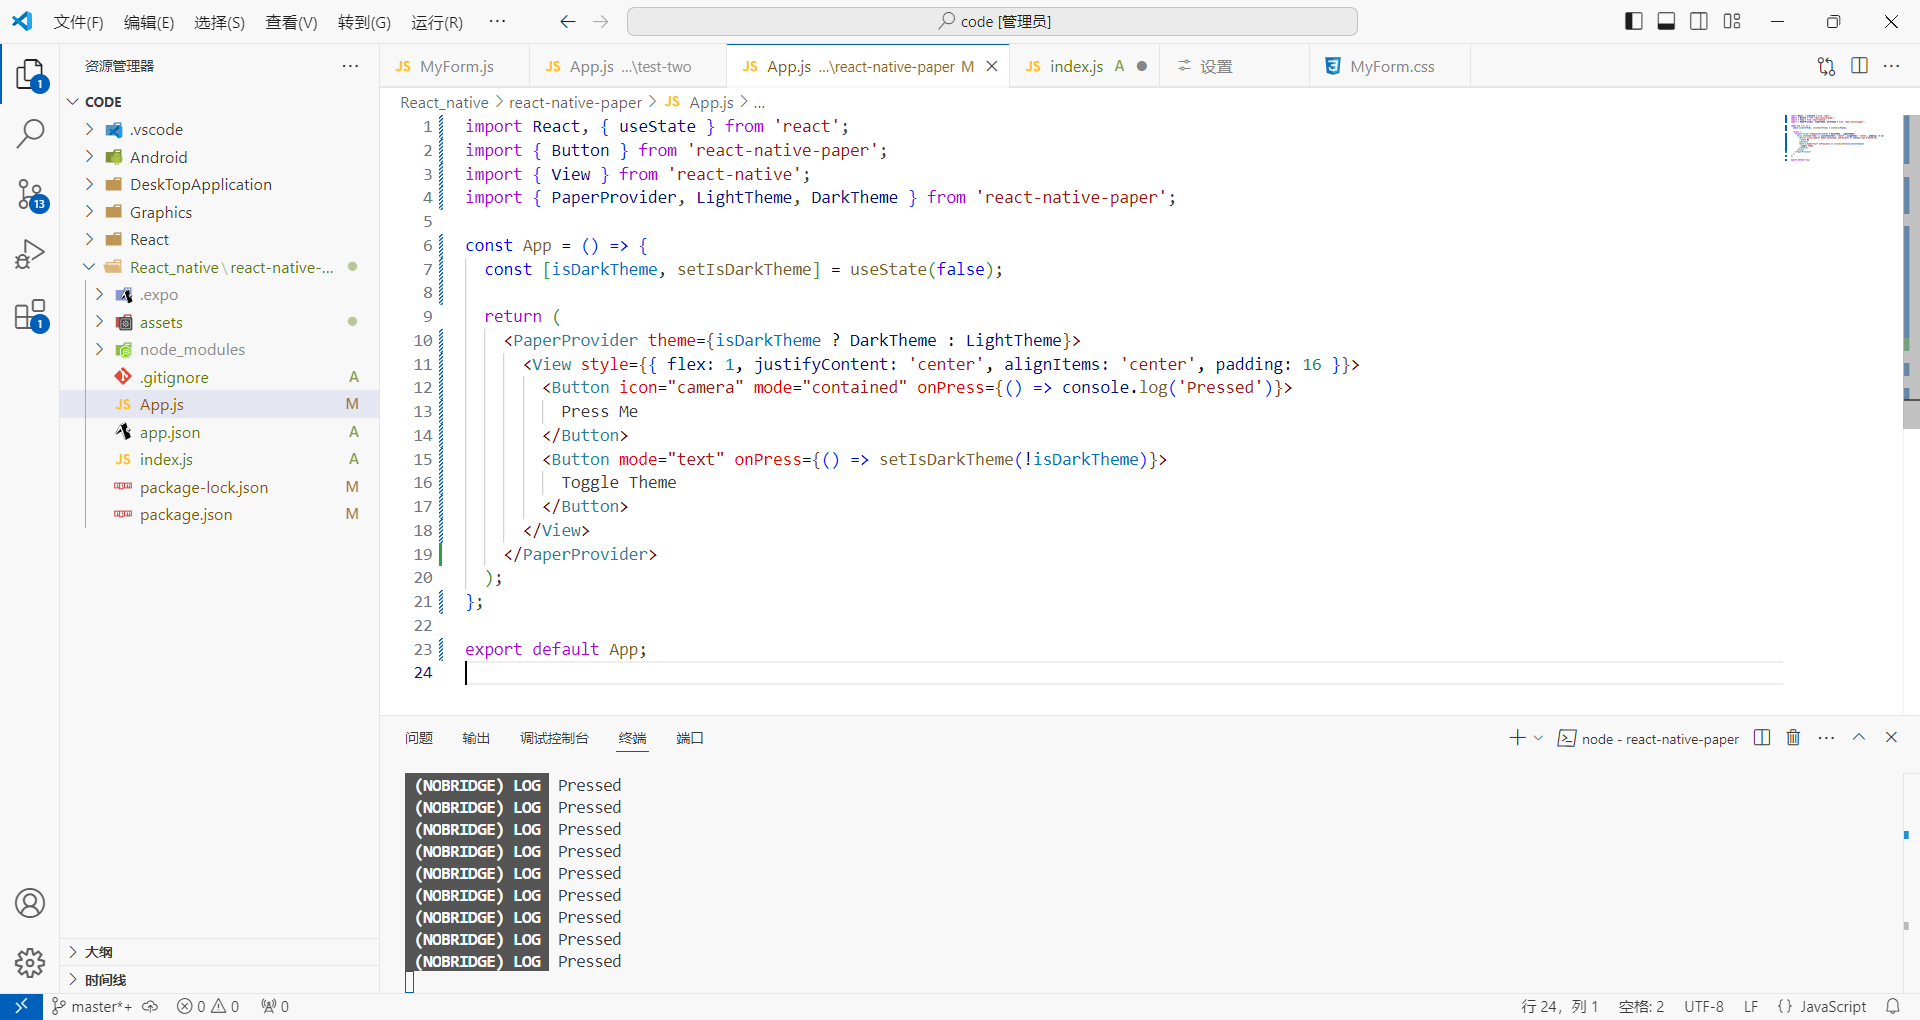 文件(F) 编辑(E) 选择(S) 查看(V) 转到(G) 运行(R) ··· code [管理员]
资源管理器 ···
JS MyForm.js JS App.js ...\test-two JS App.js ...\react-native-paper M JS index.js A 设置 MyForm.css ···
React_native > react-native-paper > JS App.js > ...
CODE
.vscode
Android
DeskTopApplication
Graphics
React
React_native\react-native-...
.expo
assets
node_modules
.gitignore A
JS App.js M
app.json A
JS index.js A
package-lock.json M
package.json M
大纲
时间线
1
13
1
1 import React, { useState } from 'react';
2 import { Button } from 'react-native-paper';
3 import { View } from 'react-native';
4 import { PaperProvider, LightTheme, DarkTheme } from 'react-native-paper';
5
6 const App = () => {
7 const [isDarkTheme, setIsDarkTheme] = useState(false);
8
9 return (
10 <PaperProvider theme={isDarkTheme ? DarkTheme : LightTheme}>
11 <View style={{ flex: 1, justifyContent: 'center', alignItems: 'center', padding: 16 }}>
12 <Button icon="camera" mode="contained" onPress={() => console.log('Pressed')}>
13 Press Me
14 </Button>
15 <Button mode="text" onPress={() => setIsDarkTheme(!isDarkTheme)}>
16 Toggle Theme
17 </Button>
18 </View>
19 </PaperProvider>
20 );
21 };
22
23 export default App;
24
问题 输出 调试控制台 终端 端口 node - react-native-paper ···
(NOBRIDGE) LOG Pressed
(NOBRIDGE) LOG Pressed
(NOBRIDGE) LOG Pressed
(NOBRIDGE) LOG Pressed
(NOBRIDGE) LOG Pressed
(NOBRIDGE) LOG Pressed
(NOBRIDGE) LOG Pressed
(NOBRIDGE) LOG Pressed
(NOBRIDGE) LOG Pressed
master*+ 0 0 0 行 24，列 1 空格: 2 UTF-8 LF {} JavaScript